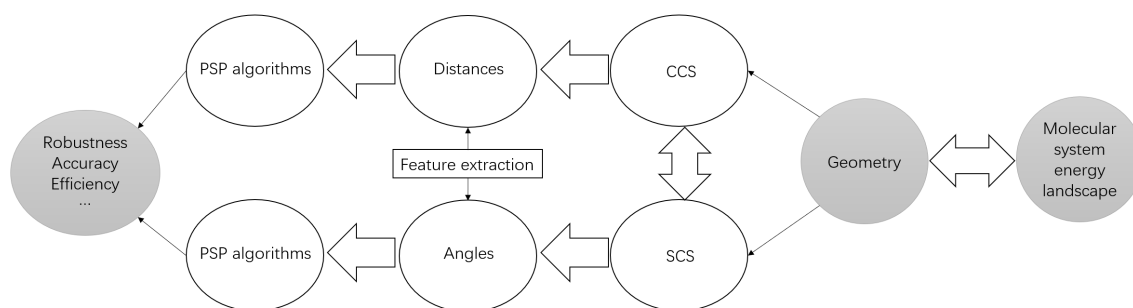 PSP algorithms
Distances
CCS
Robustness
Accuracy
Efficiency
...
Feature extraction
Geometry
Molecular
system
energy
landscape
PSP algorithms
Angles
SCS